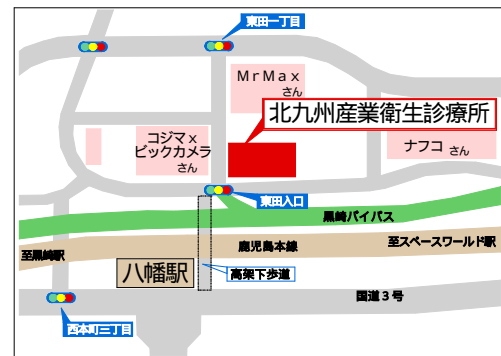 東田一丁目
MrMax
さん
北九州産業衛生診療所
コジマx
ビックカメラ
さん
ナフコ さん
東田入口
黒崎バイパス
至スペースワールド駅
鹿児島本線
至黒崎駅
八幡駅
高架下歩道
国道3号
西本町三丁目